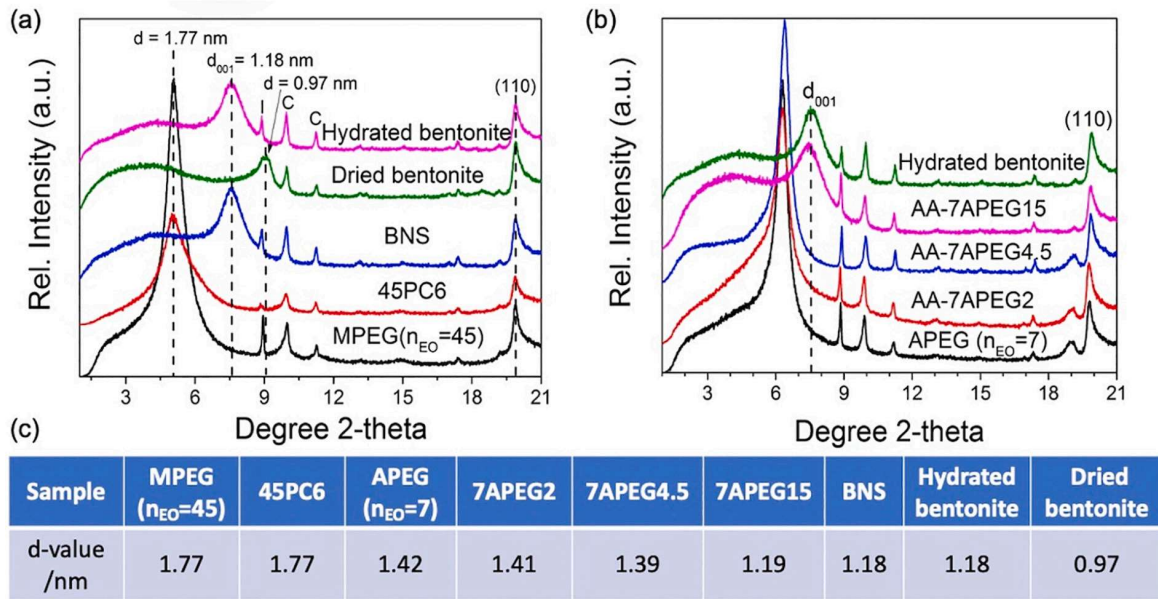 (a)
d = 1.77 nm
d001 = 1.18 nm
d = 0.97 nm
C
C
(110)
Hydrated bentonite
Dried bentonite
BNS
45PC6
MPEG(nEO=45)
Rel. Intensity (a.u.)
3 6 9 12 15 18 21
Degree 2-theta
(b)
d001
(110)
Hydrated bentonite
AA-7APEG15
AA-7APEG4.5
AA-7APEG2
APEG (nEO=7)
Rel. Intensity (a.u.)
3 6 9 12 15 18 21
Degree 2-theta
(c)
Sample MPEG (nEO=45) 45PC6 APEG (nEO=7) 7APEG2 7APEG4.5 7APEG15 BNS Hydrated bentonite Dried bentonite
d-value /nm 1.77 1.77 1.42 1.41 1.39 1.19 1.18 1.18 0.97